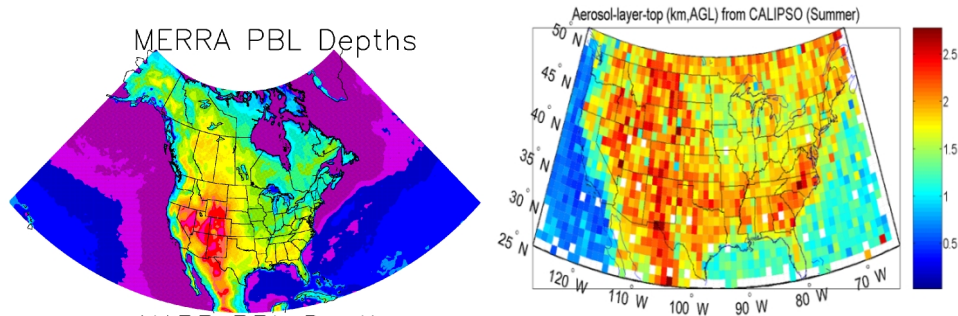 MERRA PBL Depths
Aerosol-layer-top (km,AGL) from CALIPSO (Summer)
50° N
45° N
40° N
35° N
30° N
25° N
120° W
110° W
100° W
90° W
80° W
70° W
2.5
2
1.5
1
0.5